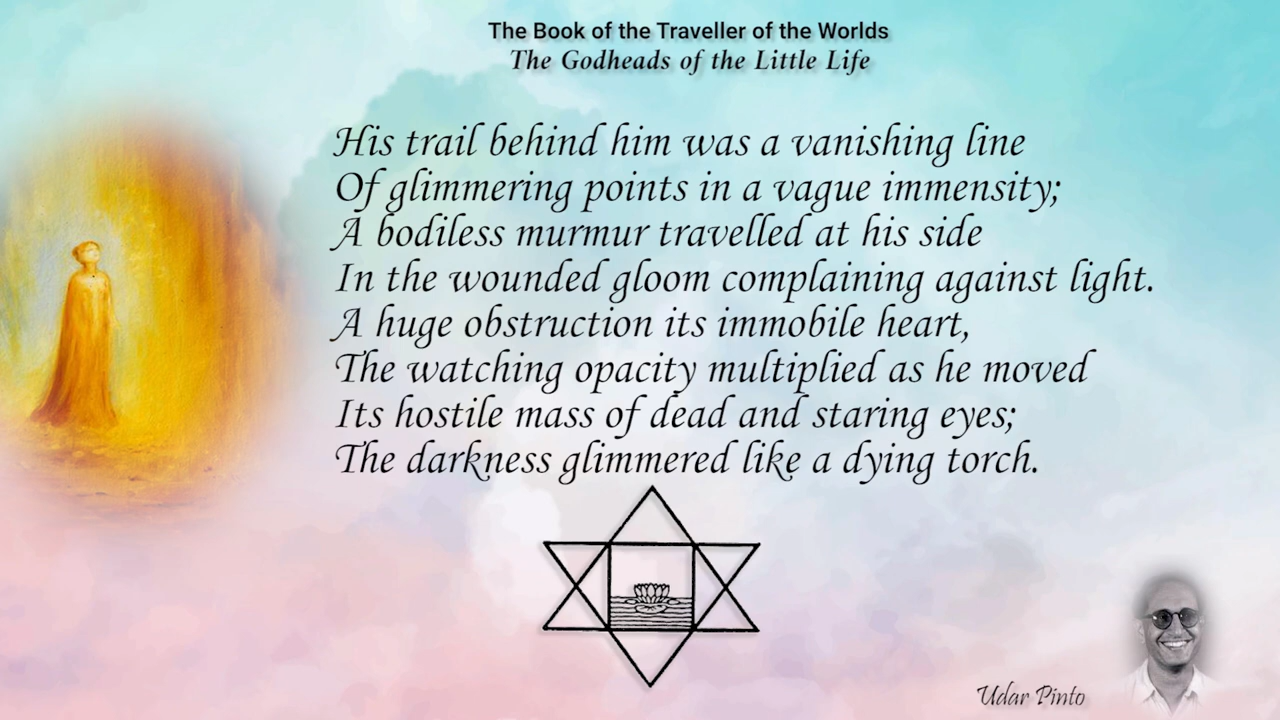 The Book of the Traveller of the Worlds
The Godheads of the Little Life
His trail behind him was a vanishing line
Of glimmering points in a vague immensity;
A bodiless murmur travelled at his side
In the wounded gloom complaining against light.
A huge obstruction its immobile heart,
The watching opacity multiplied as he moved
Its hostile mass of dead and staring eyes;
The darkness glimmered like a dying torch.
Udar Pinto